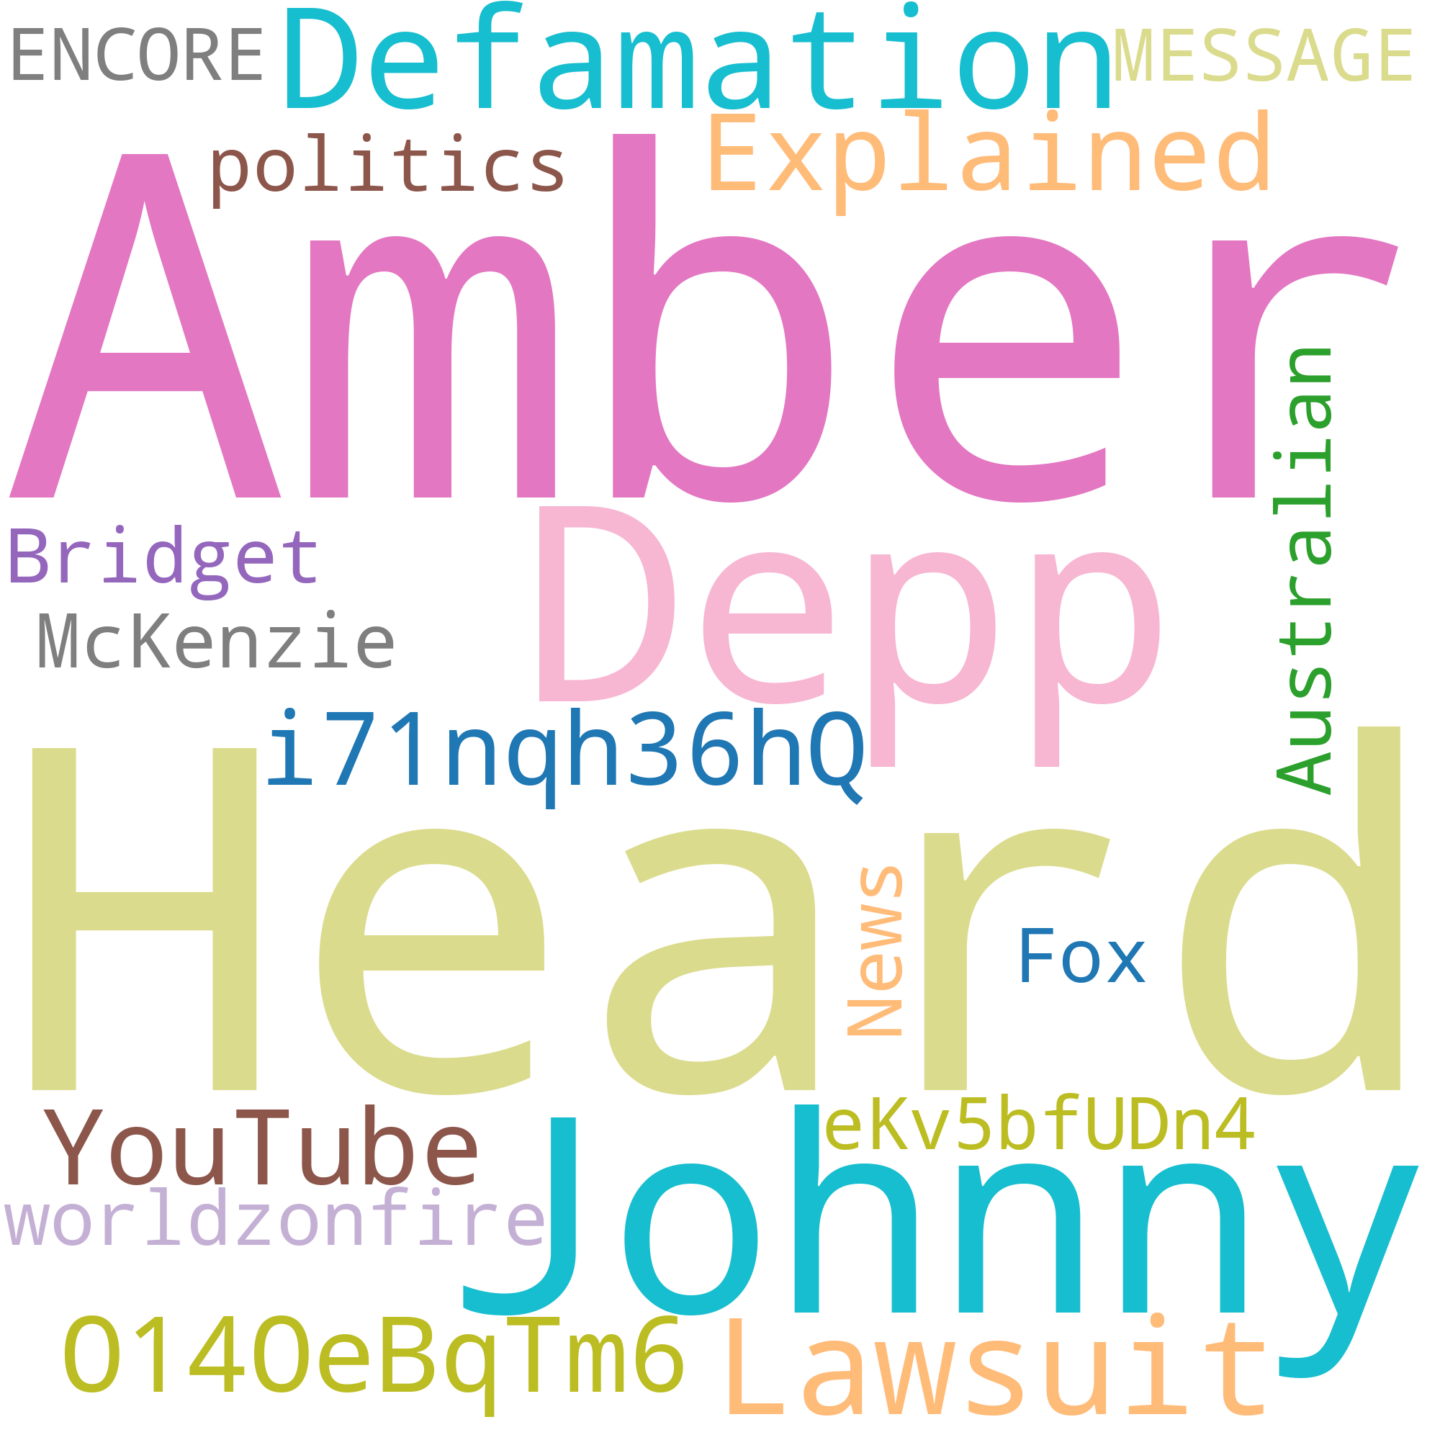 ENCORE
Defamation
MESSAGE
politics
Explained
Amber
Australian
Bridget
Depp
McKenzie
i71nqh36hQ
Heard
News
Fox
YouTube
eKv5bfUDn4
Johnny
worldzonfire
O14OeBqTm6
Lawsuit